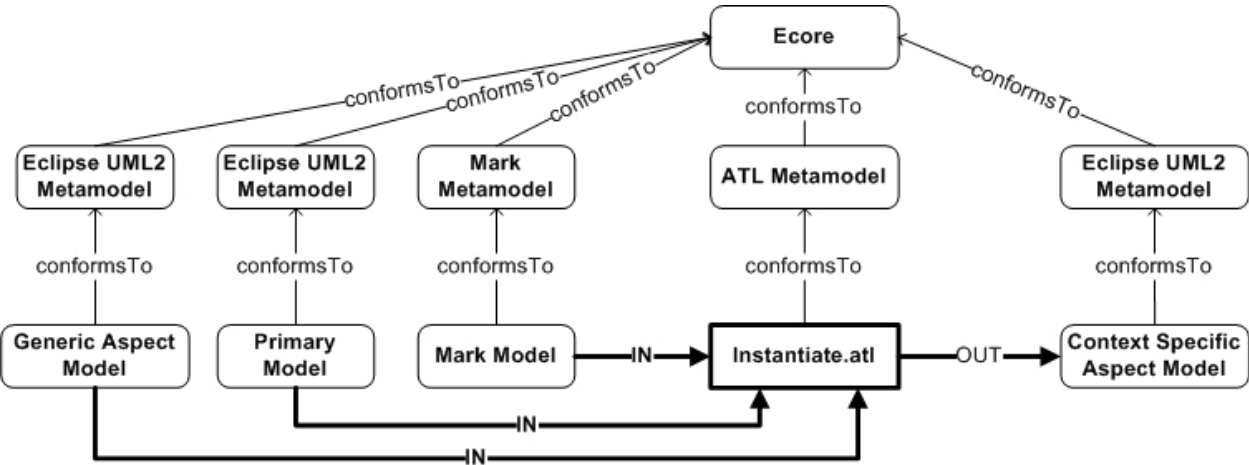 Ecore
conformsTo
conformsTo
conformsTo
conformsTo
conformsTo
Eclipse UML2
Metamodel
Eclipse UML2
Metamodel
Mark
Metamodel
ATL Metamodel
Eclipse UML2
Metamodel
conformsTo
conformsTo
conformsTo
conformsTo
conformsTo
Generic Aspect
Model
Primary
Model
Mark Model
IN
Instantiate.atl
OUT
Context Specific
Aspect Model
IN
IN